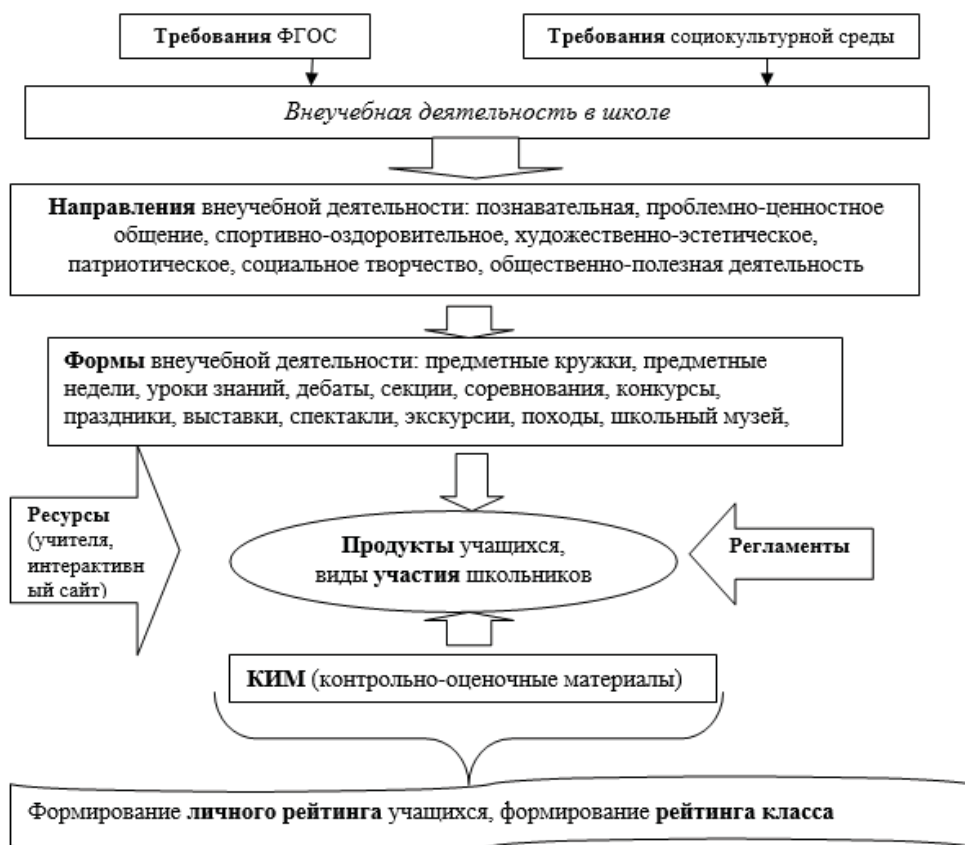 Требования ФГОС
Требования социокультурной среды
Внеучебная деятельность в школе
Направления внеучебной деятельности: познавательная, проблемно-ценностное
общение, спортивно-оздоровительное, художественно-эстетическое,
патриотическое, социальное творчество, общественно-полезная деятельность
Формы внеучебной деятельности: предметные кружки, предметные
недели, уроки знаний, дебаты, секции, соревнования, конкурсы,
праздники, выставки, спектакли, экскурсии, походы, школьный музей,
Ресурсы
(учителя,
интерактивн
ый сайт)
Продукты учащихся,
виды участия школьников
Регламенты
КИМ (контрольно-оценочные материалы)
Формирование личного рейтинга учащихся, формирование рейтинга класса